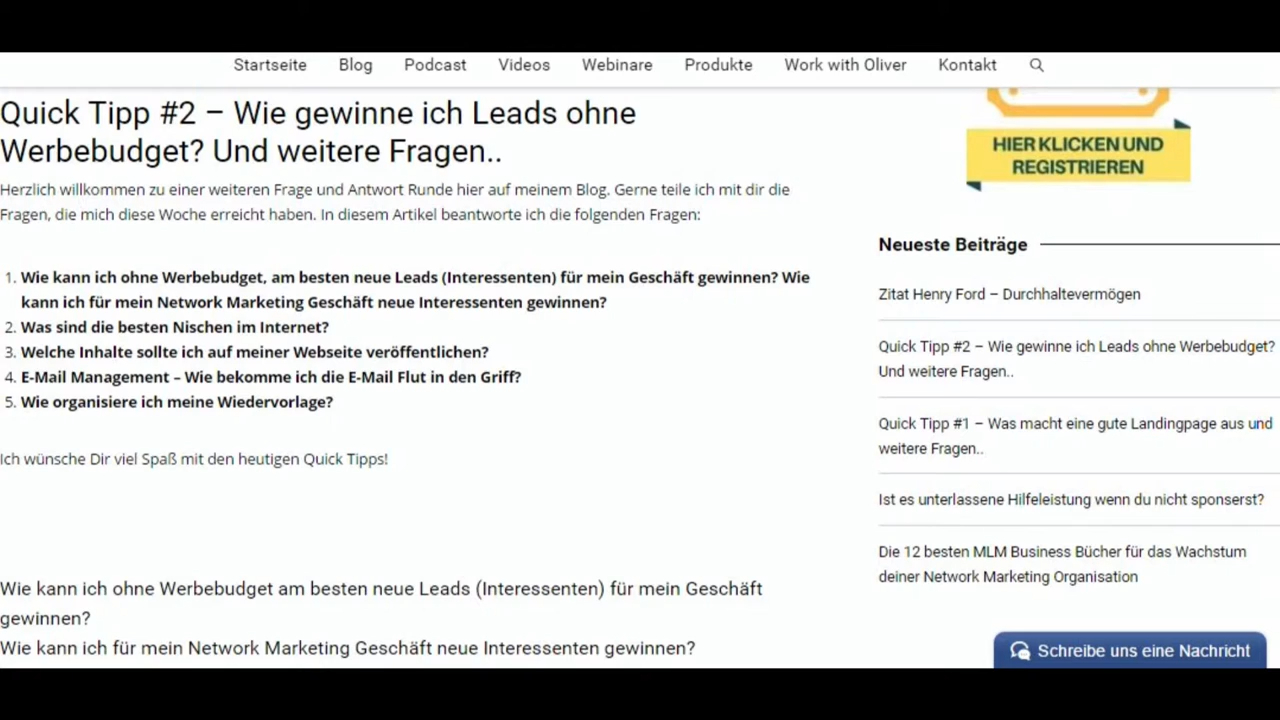 Startseite Blog Podcast Videos Webinare Produkte Work with Oliver Kontakt
Quick Tipp #2 – Wie gewinne ich Leads ohne
Werbebudget? Und weitere Fragen..
Herzlich willkommen zu einer weiteren Frage und Antwort Runde hier auf meinem Blog. Gerne teile ich mit dir die
Fragen, die mich diese Woche erreicht haben. In diesem Artikel beantworte ich die folgenden Fragen:
1. Wie kann ich ohne Werbebudget, am besten neue Leads (Interessenten) für mein Geschäft gewinnen? Wie
kann ich für mein Network Marketing Geschäft neue Interessenten gewinnen?
2. Was sind die besten Nischen im Internet?
3. Welche Inhalte sollte ich auf meiner Webseite veröffentlichen?
4. E-Mail Management – Wie bekomme ich die E-Mail Flut in den Griff?
5. Wie organisiere ich meine Wiedervorlage?
Ich wünsche Dir viel Spaß mit den heutigen Quick Tipps!
Wie kann ich ohne Werbebudget am besten neue Leads (Interessenten) für mein Geschäft
gewinnen?
Wie kann ich für mein Network Marketing Geschäft neue Interessenten gewinnen?
HIER KLICKEN UND
REGISTRIEREN
Neueste Beiträge
Zitat Henry Ford – Durchhaltevermögen
Quick Tipp #2 – Wie gewinne ich Leads ohne Werbebudget?
Und weitere Fragen..
Quick Tipp #1 – Was macht eine gute Landingpage aus und
weitere Fragen..
Ist es unterlassene Hilfeleistung wenn du nicht sponserst?
Die 12 besten MLM Business Bücher für das Wachstum
deiner Network Marketing Organisation
Schreibe uns eine Nachricht